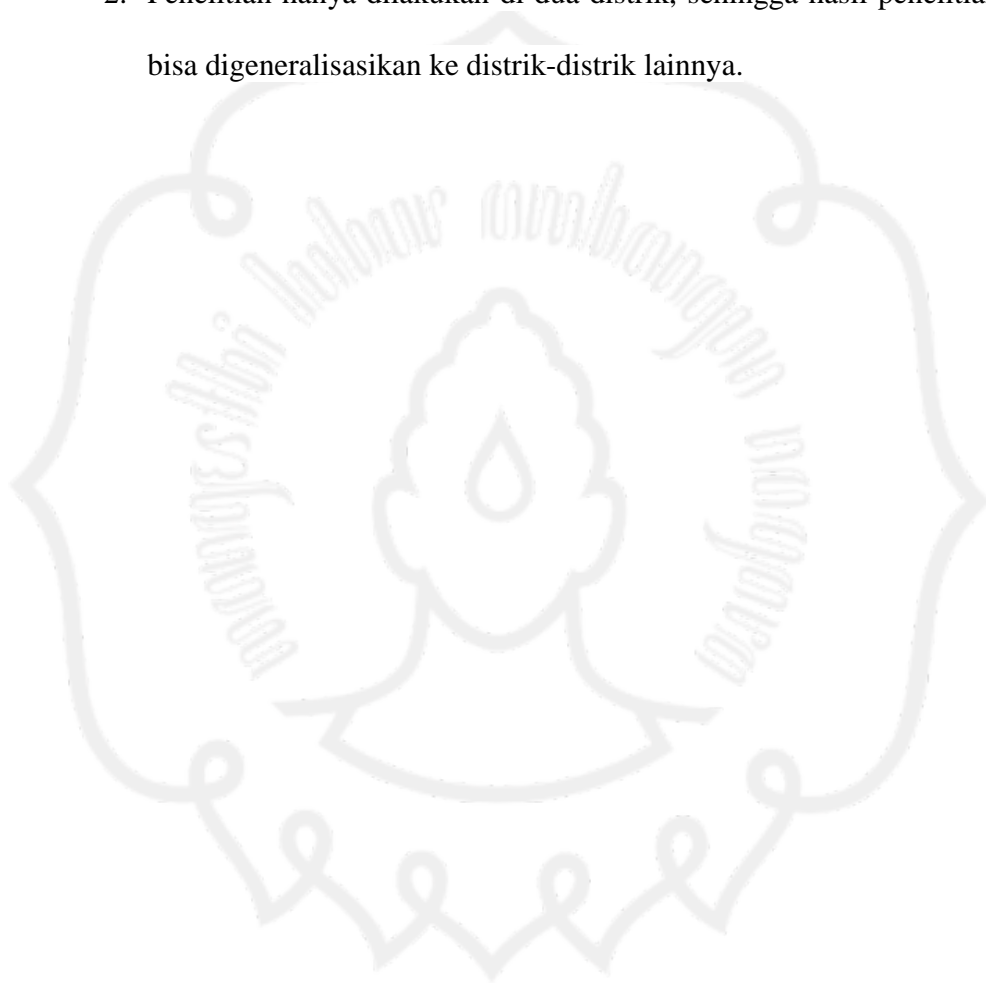 2. Penelitian hanya dilakukan di dua distrik, sehingga hasil penelitia
bisa digeneralisasikan ke distrik-distrik lainnya.